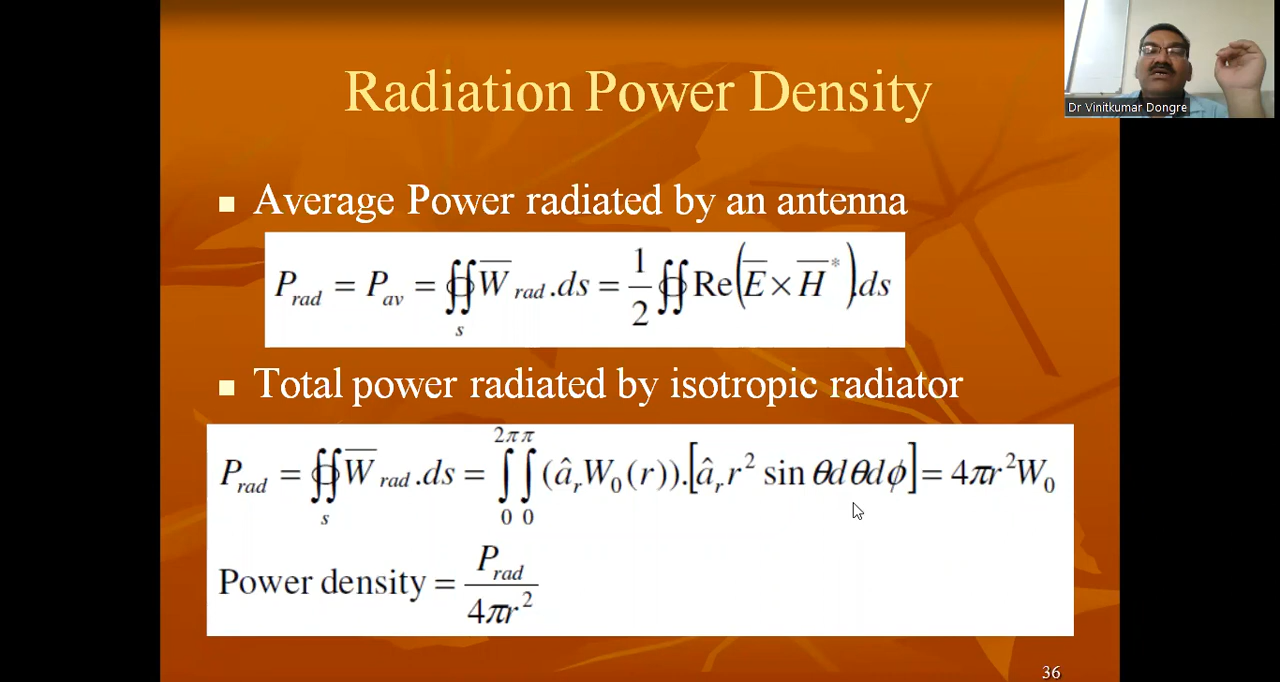 Radiation Power Density
Dr Vinitkumar Dongre
■ Average Power radiated by an antenna
P_rad = P_av = ∯_s W̅_rad .ds = 1/2 ∯ Re(E̅ × H̅*).ds
■ Total power radiated by isotropic radiator
P_rad = ∯_s W̅_rad .ds = ∫_0^2π ∫_0^π (â_r W_0(r)).[â_r r² sin θdθdϕ] = 4πr²W_0
Power density = P_rad / 4πr²
36